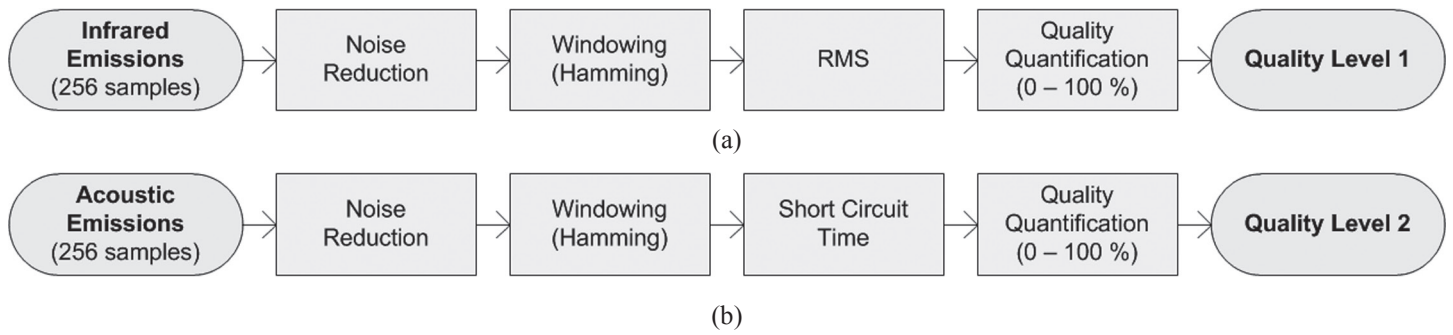 Infrared
Emissions
(256 samples)
Noise
Reduction
Windowing
(Hamming)
RMS
Quality
Quantification
(0 – 100 %)
Quality Level 1
(a)
Acoustic
Emissions
(256 samples)
Noise
Reduction
Windowing
(Hamming)
Short Circuit
Time
Quality
Quantification
(0 – 100 %)
Quality Level 2
(b)